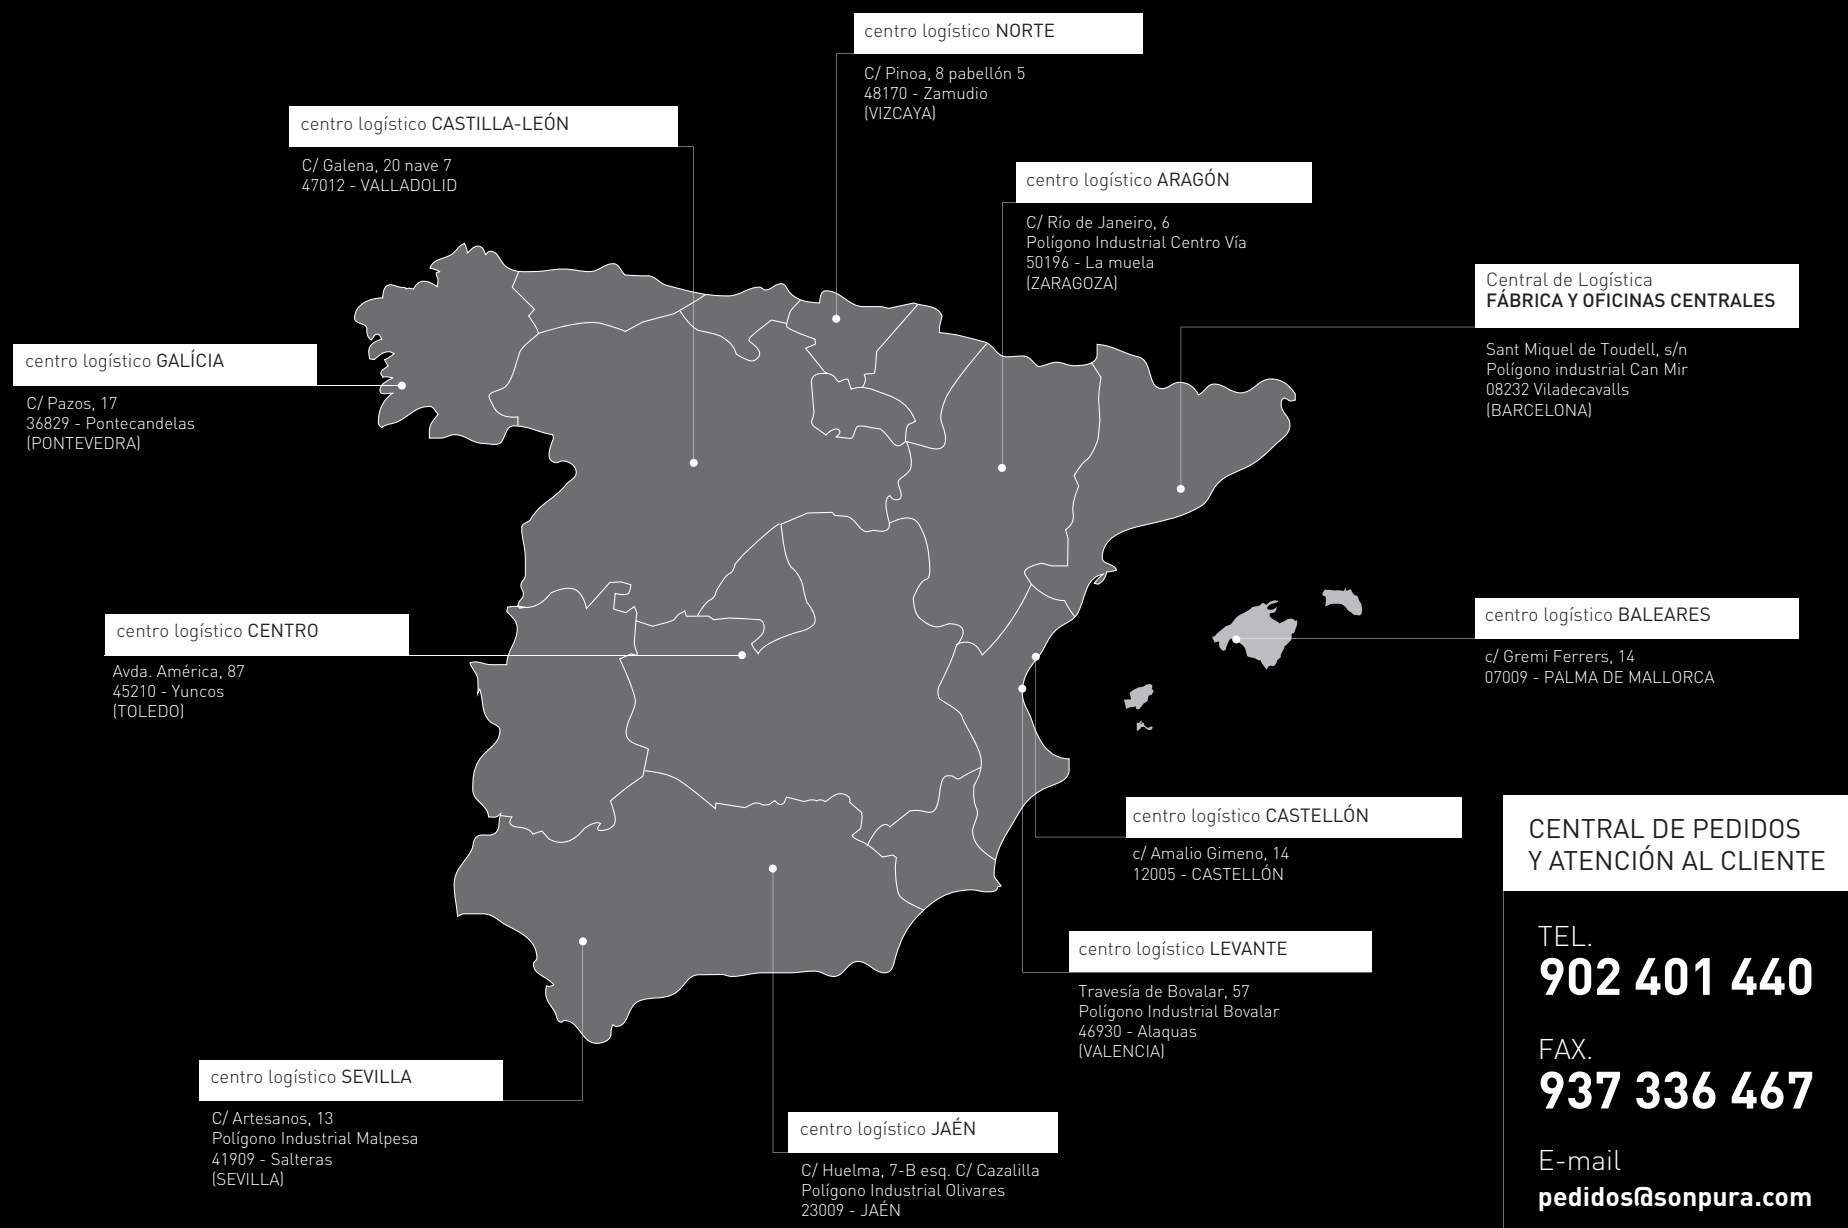 centro logístico NORTE
C/ Pinoa, 8 pabellón 5
48170 - Zamudio
(VIZCAYA)
centro logístico CASTILLA-LEÓN
C/ Galena, 20 nave 7
47012 - VALLADOLID
centro logístico ARAGÓN
C/ Río de Janeiro, 6
Polígono Industrial Centro Vía
50196 - La muela
(ZARAGOZA)
Central de Logística
FÁBRICA Y OFICINAS CENTRALES
Sant Miquel de Toudell, s/n
Polígono industrial Can Mir
08232 Viladecavalls
(BARCELONA)
centro logístico GALÍCIA
C/ Pazos, 17
36829 - Pontecandelas
(PONTEVEDRA)
centro logístico CENTRO
Avda. América, 87
45210 - Yuncos
(TOLEDO)
centro logístico BALEARES
c/ Gremi Ferrers, 14
07009 - PALMA DE MALLORCA
centro logístico CASTELLÓN
c/ Amalio Gimeno, 14
12005 - CASTELLÓN
centro logístico LEVANTE
Travesía de Bovalar, 57
Polígono Industrial Bovalar
46930 - Alaquas
(VALENCIA)
centro logístico SEVILLA
C/ Artesanos, 13
Polígono Industrial Malpesa
41909 - Salteras
(SEVILLA)
centro logístico JAÉN
C/ Huelma, 7-B esq. C/ Cazalilla
Polígono Industrial Olivares
23009 - JAÉN
CENTRAL DE PEDIDOS
Y ATENCIÓN AL CLIENTE
TEL.
902 401 440
FAX.
937 336 467
E-mail
pedidos@sonpura.com